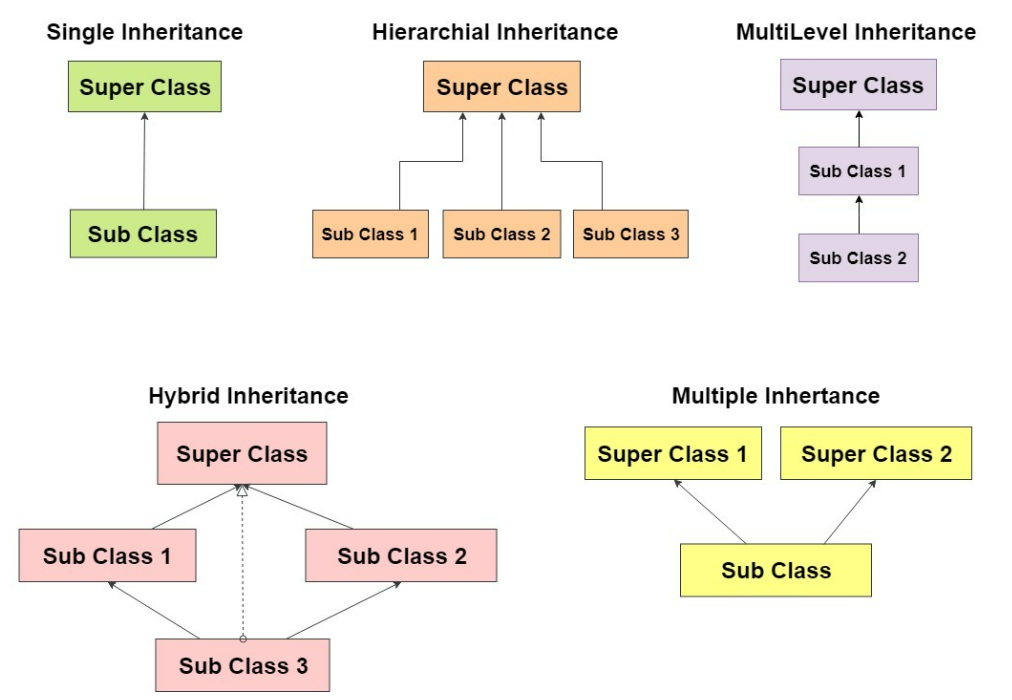 Single Inheritance
Super Class
Sub Class
Hierarchial Inheritance
Super Class
Sub Class 1
Sub Class 2
Sub Class 3
MultiLevel Inheritance
Super Class
Sub Class 1
Sub Class 2
Hybrid Inheritance
Super Class
Sub Class 1
Sub Class 2
Sub Class 3
Multiple Inhertance
Super Class 1
Super Class 2
Sub Class